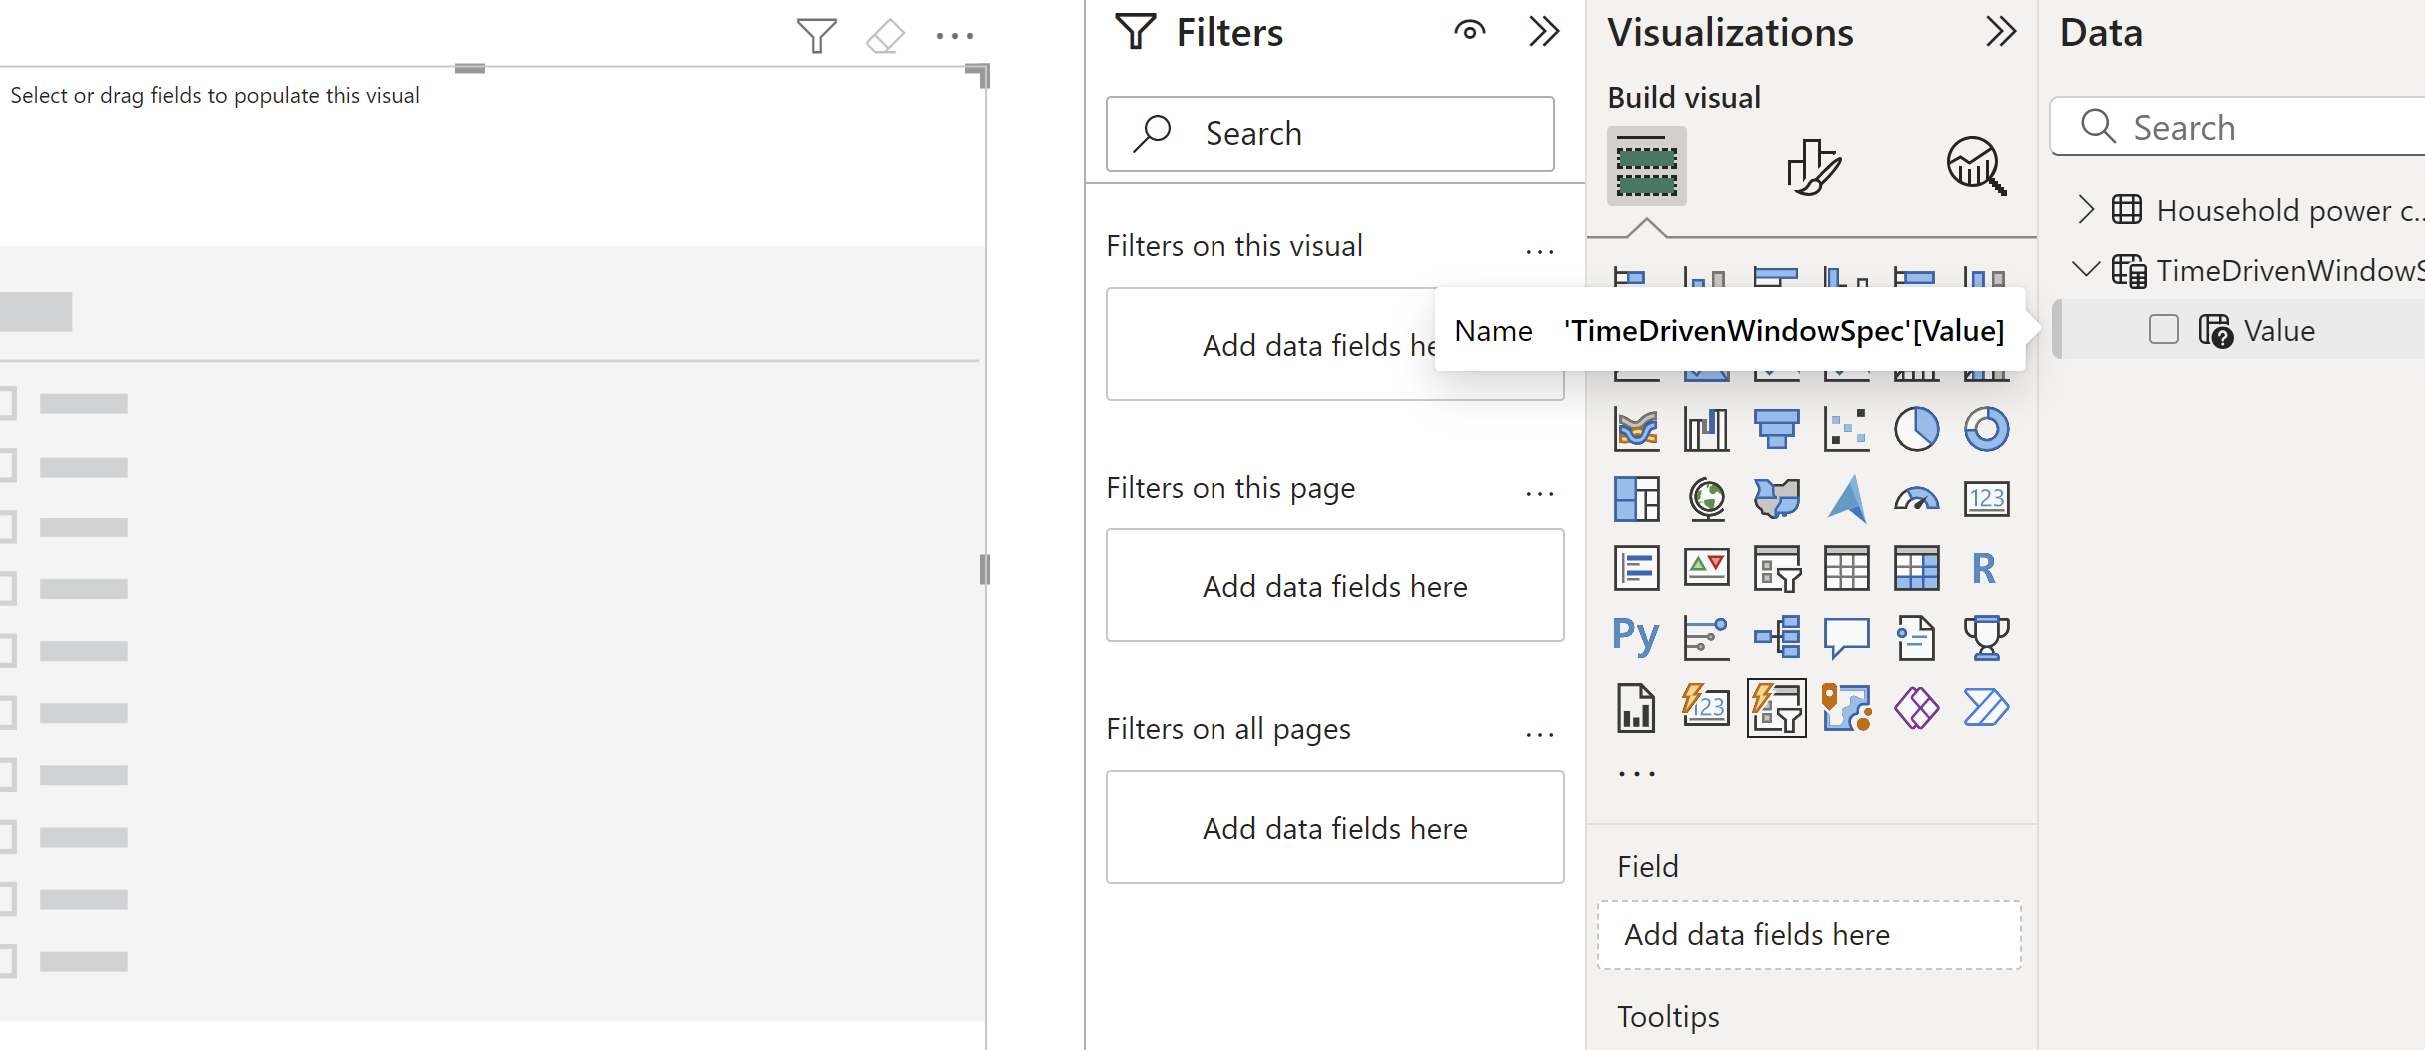 Select or drag fields to populate this visual
Filters
Search
Filters on this visual
...
Add data fields he
Filters on this page
...
Add data fields here
Filters on all pages
...
Add data fields here
Visualizations
Build visual
Name 'TimeDrivenWindowSpec'[Value]
123
R
Py
123
...
Field
Add data fields here
Tooltips
Data
Search
Household power c...
TimeDrivenWindowS
Value